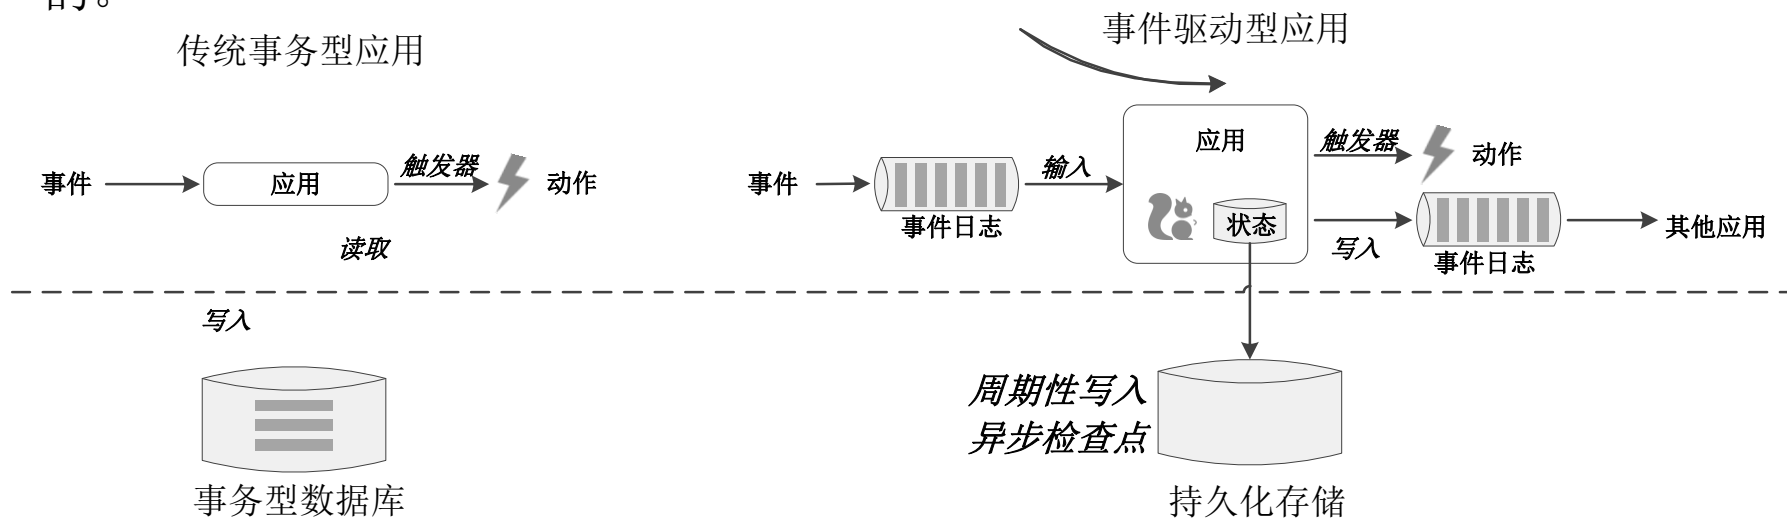 的。
传统事务型应用
事件驱动型应用
事件
应用
触发器
动作
读取
写入
事务型数据库
事件
事件日志
输入
应用
状态
触发器
动作
写入
事件日志
其他应用
周期性写入
异步检查点
持久化存储